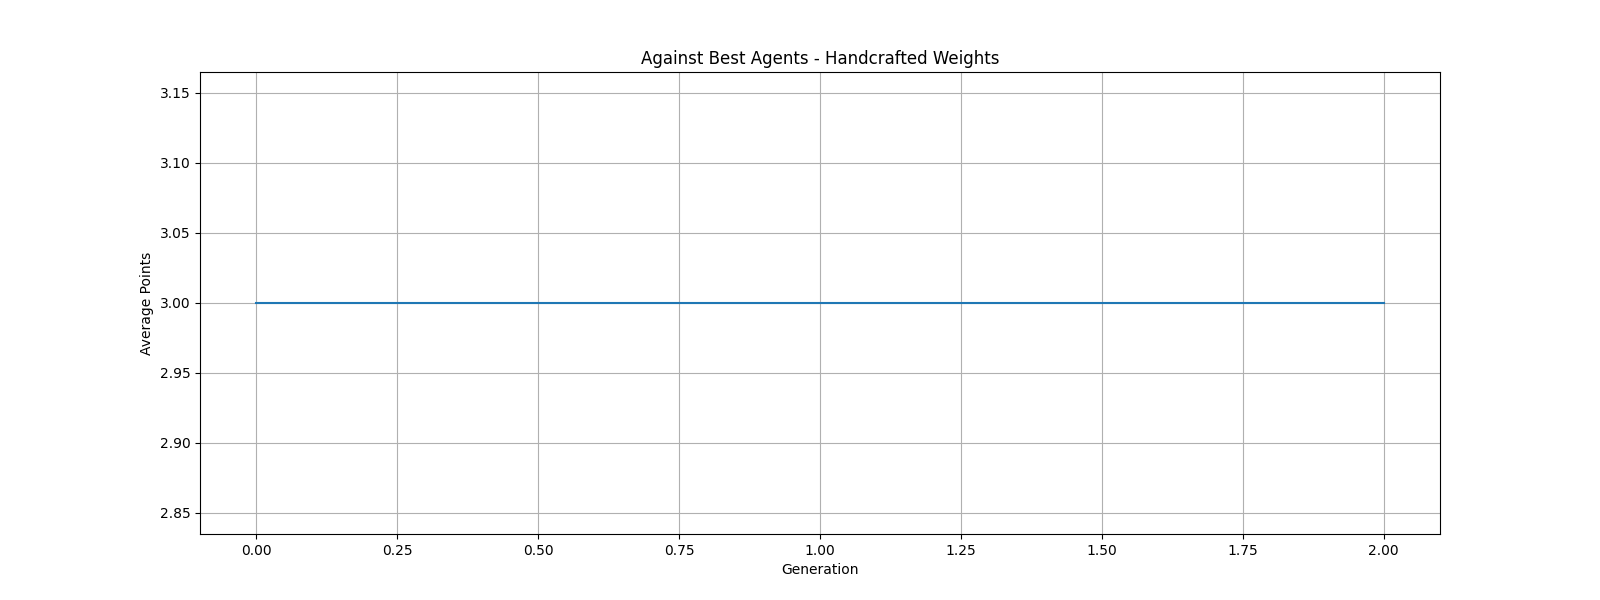 Against Best Agents - Handcrafted Weights
3.15
3.10
3.05
3.00
2.95
2.90
2.85
Average Points
0.00 0.25 0.50 0.75 1.00 1.25 1.50 1.75 2.00
Generation